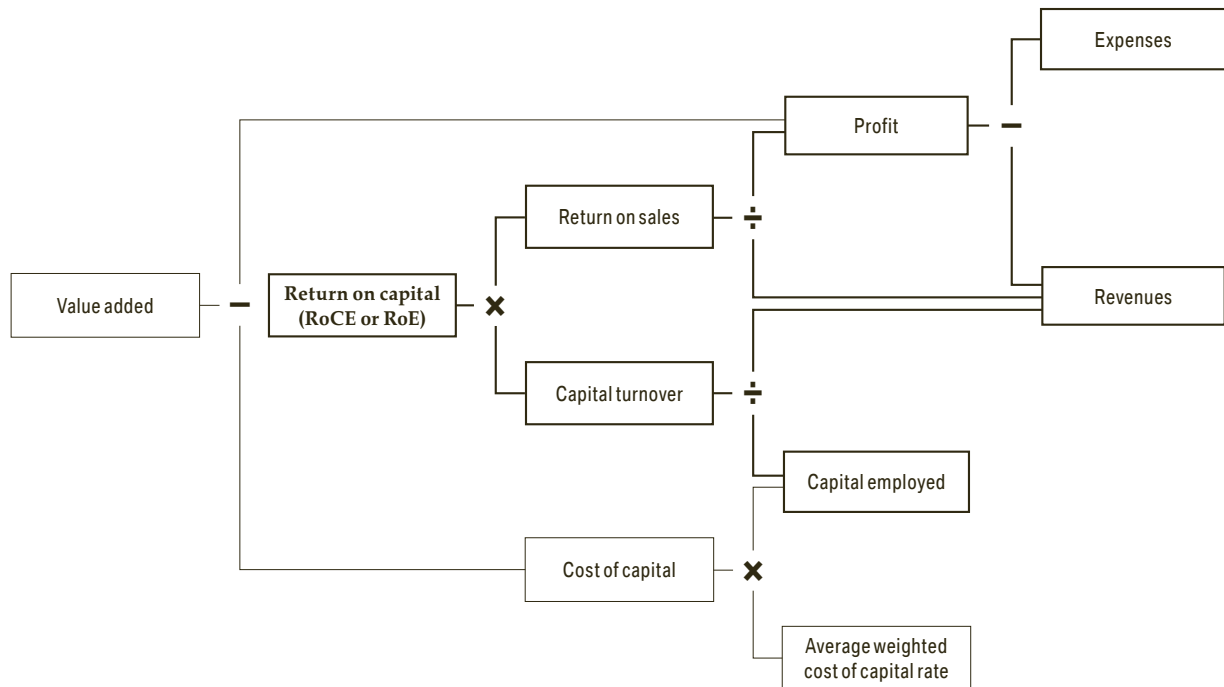 Expenses
Profit
Return on sales
Value added
Return on capital
(RoCE or RoE)
Revenues
Capital turnover
Capital employed
Cost of capital
Average weighted
cost of capital rate